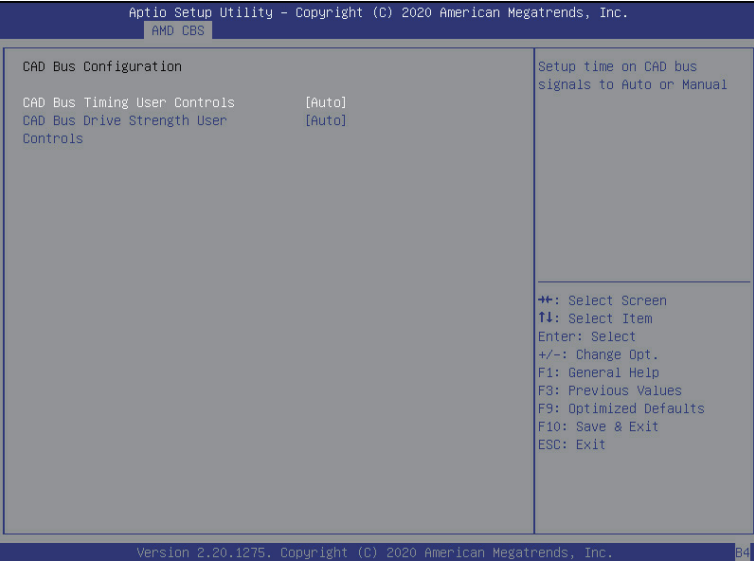 Aptio Setup Utility – Copyright (C) 2020 American Megatrends, Inc.
AMD CBS
CAD Bus Configuration
CAD Bus Timing User Controls [Auto]
CAD Bus Drive Strength User [Auto]
Controls
Setup time on CAD bus
signals to Auto or Manual
→←: Select Screen
↑↓: Select Item
Enter: Select
+/-: Change Opt.
F1: General Help
F3: Previous Values
F9: Optimized Defaults
F10: Save & Exit
ESC: Exit
Version 2.20.1275. Copyright (C) 2020 American Megatrends, Inc.
B4